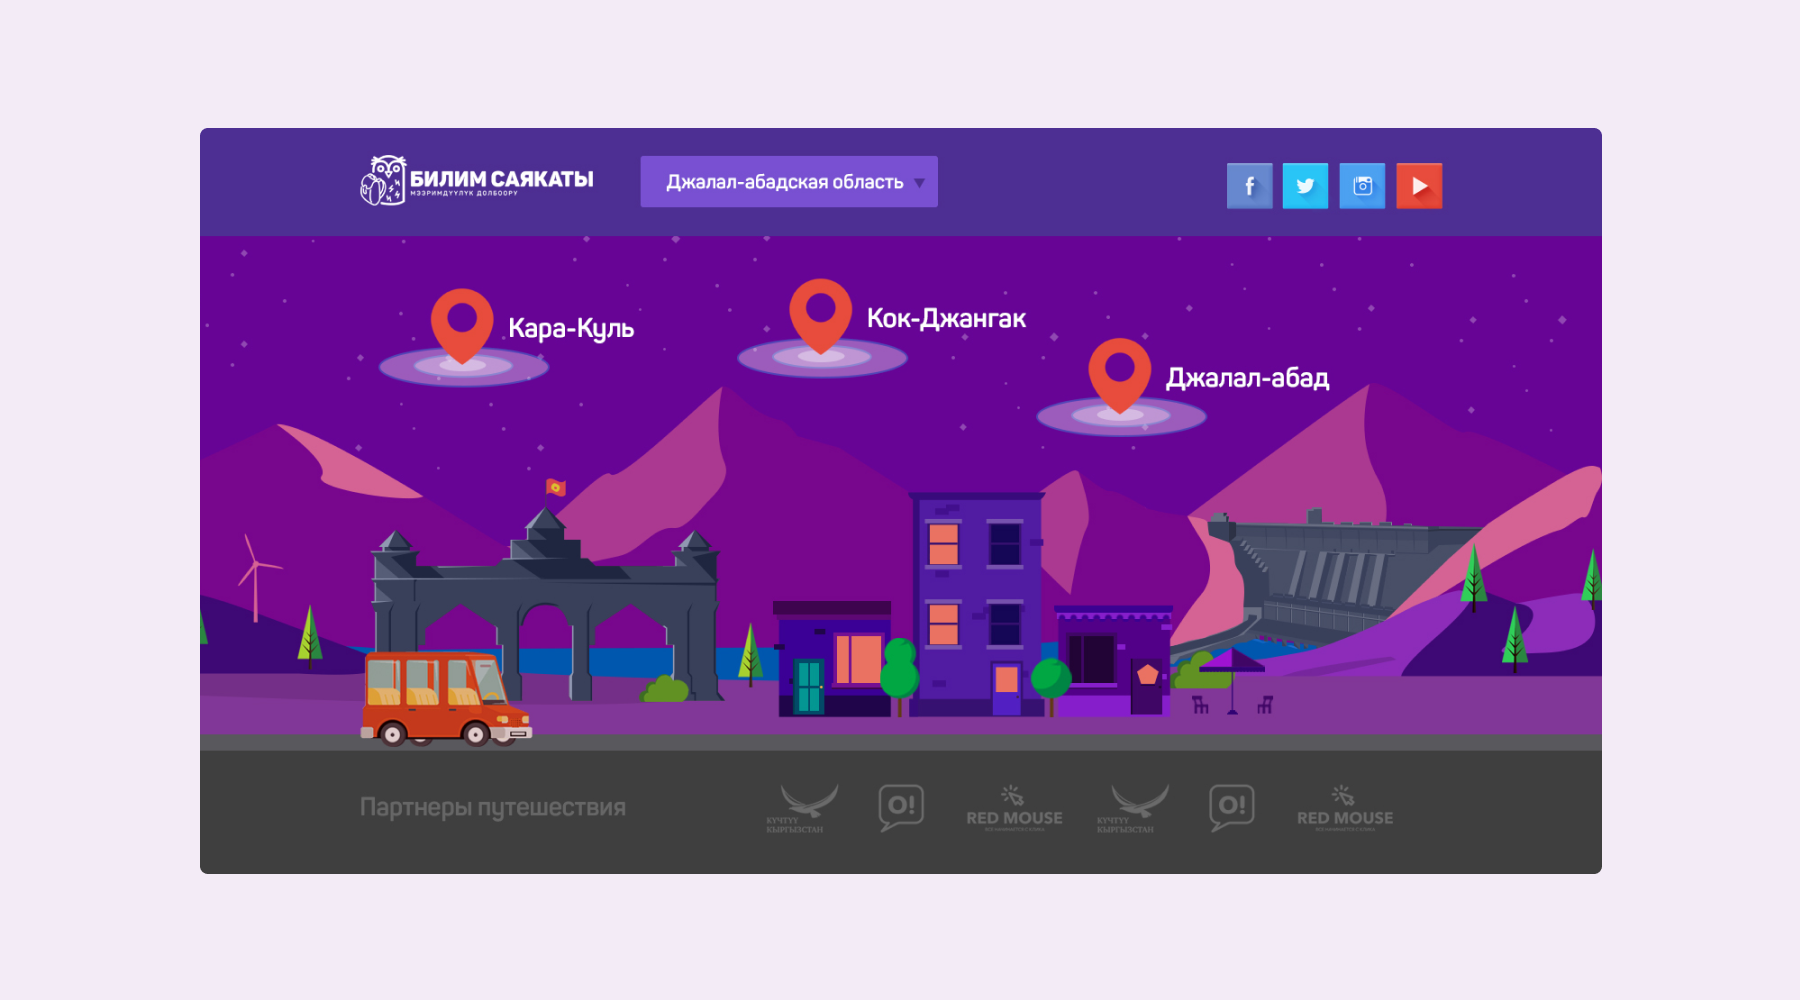 БИЛИМ САЯКАТЫ
МЭЭРИМДҮҮЛҮК ДОЛБООРУ
Джалал-абадская область
Кара-Куль
Кок-Джангак
Джалал-абад
Партнеры путешествия
КҮЧТҮҮ
КЫРГЫЗСТАН
O!
RED MOUSE
КҮЧТҮҮ
КЫРГЫЗСТАН
O!
RED MOUSE